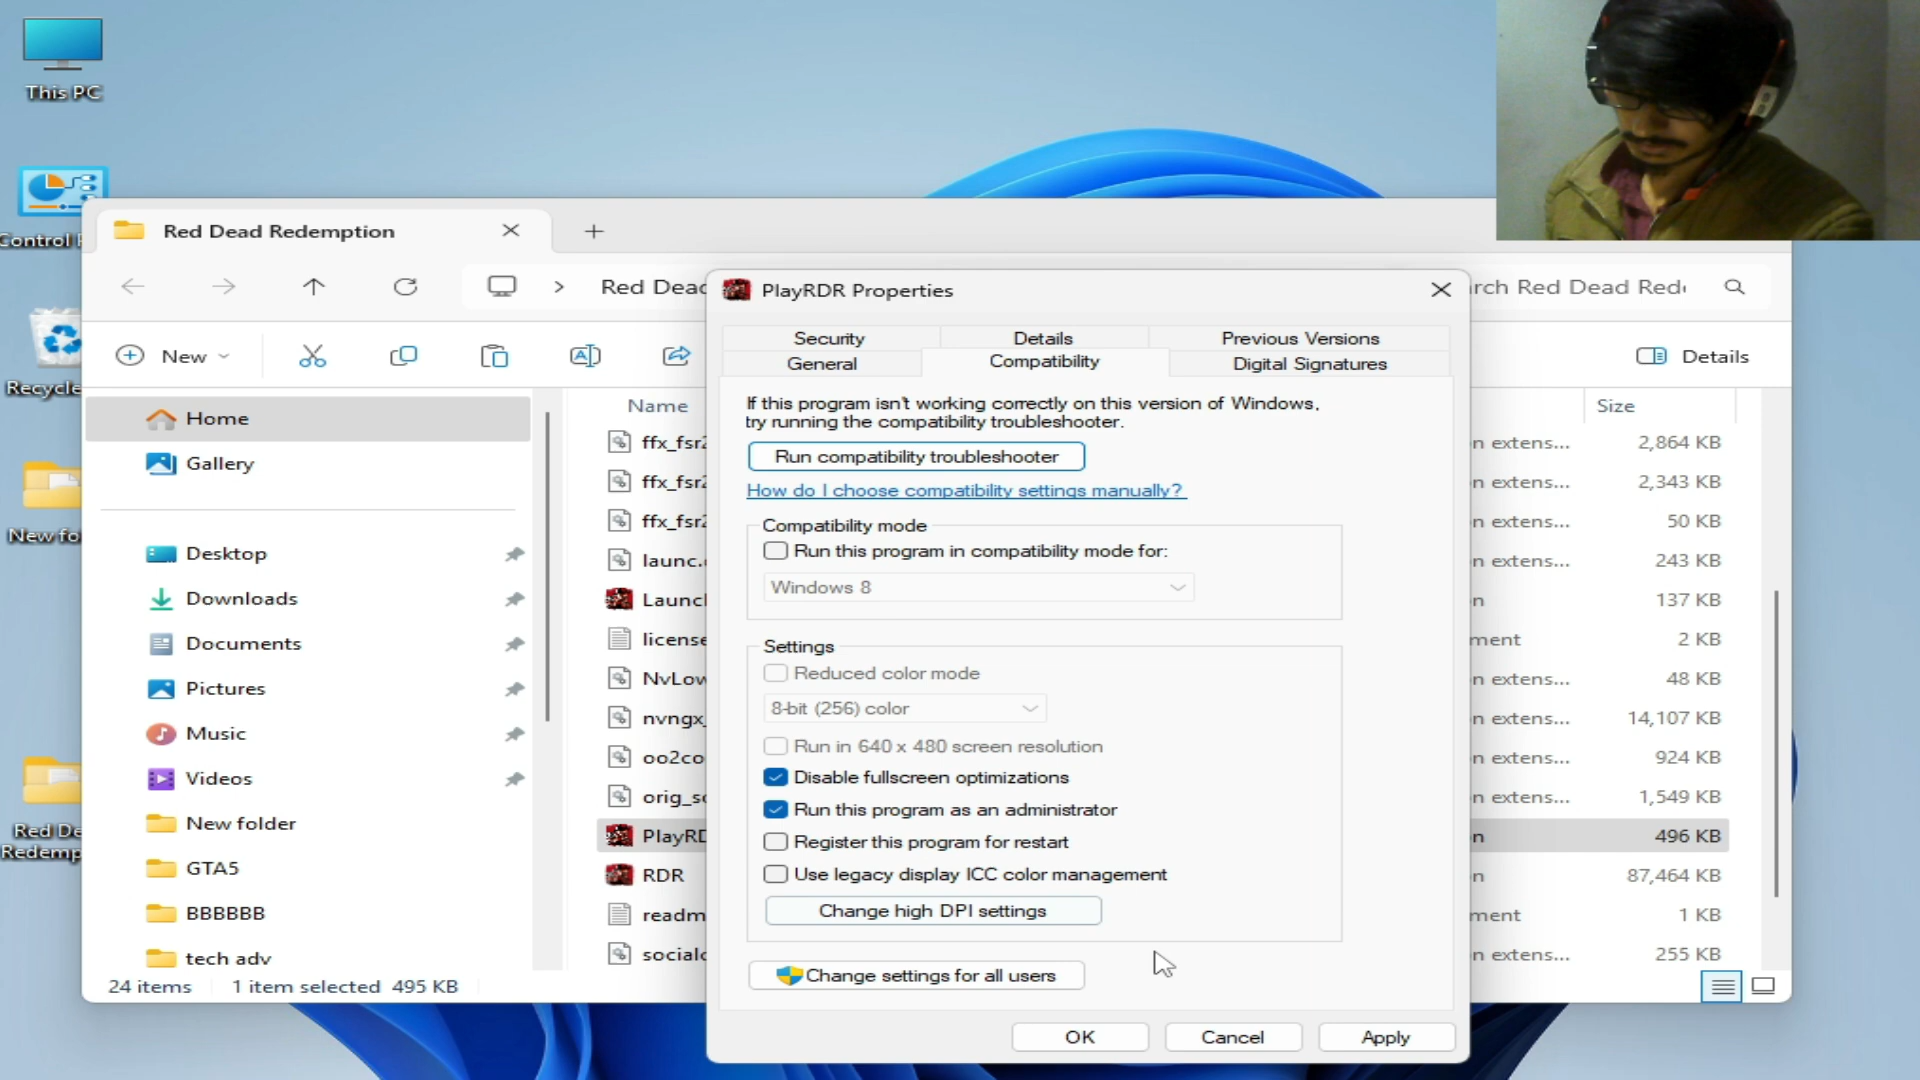 This PC
Control
Recycle
New fo
Red De
Redemp
Red Dead Redemption
Red Dead
rch Red Dead Red
New
Details
Home
Gallery
Desktop
Downloads
Documents
Pictures
Music
Videos
New folder
GTA5
BBBBBB
tech adv
24 items 1 item selected 495 KB
Name
Size
ffx_fsr2
n extens... 2,864 KB
ffx_fsr2
n extens... 2,343 KB
ffx_fsr2
n extens... 50 KB
launc.
n extens... 243 KB
Launc
n 137 KB
license
ment 2 KB
NvLow
n extens... 48 KB
nvngx_
n extens... 14,107 KB
oo2co
n extens... 924 KB
orig_so
n extens... 1,549 KB
PlayRD
n 496 KB
RDR
n 87,464 KB
readm
ment 1 KB
socialc
n extens... 255 KB
PlayRDR Properties
Security Details Previous Versions
General Compatibility Digital Signatures
If this program isn't working correctly on this version of Windows,
try running the compatibility troubleshooter.
Run compatibility troubleshooter
How do I choose compatibility settings manually?
Compatibility mode
Run this program in compatibility mode for:
Windows 8
Settings
Reduced color mode
8-bit (256) color
Run in 640 x 480 screen resolution
Disable fullscreen optimizations
Run this program as an administrator
Register this program for restart
Use legacy display ICC color management
Change high DPI settings
Change settings for all users
OK Cancel Apply